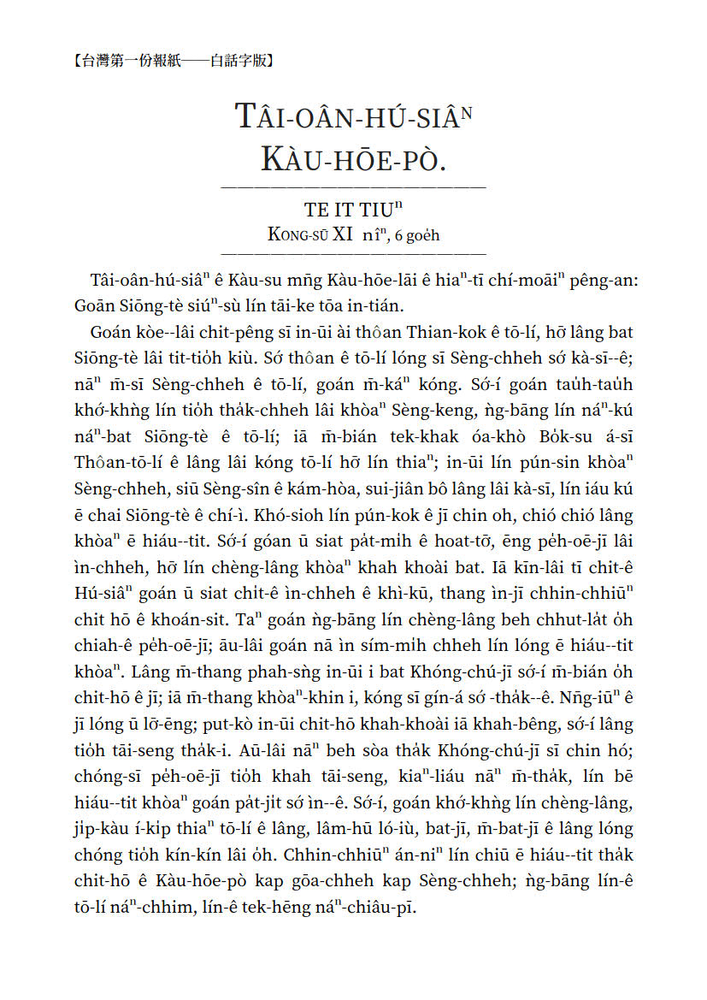 【台灣第一份報紙──白話字版】
TÂI-OÂN-HÚ-SIÂᴺ
KÀU-HŌE-PÒ.
TE IT TIUⁿ
KONG-SŪ XI nîⁿ, 6 goe̍h
Tâi-oân-hú-siâⁿ ê Kàu-su mn̄g Kàu-hōe-lāi ê hiaⁿ-tī chí-moāiⁿ pêng-an:
Goān Siōng-tè siúⁿ-sù lín tāi-ke tōa in-tián.
Goán kòe--lâi chit-pêng sī in-ūi ài thôan Thian-kok ê tō-lí, hō͘ lâng bat
Siōng-tè lâi tit-tio̍h kiù. Só͘ thôan ê tō-lí lóng sī Sèng-chheh só͘ kà-sī--ê;
nāⁿ m̄-sī Sèng-chheh ê tō-lí, goán m̄-káⁿ kóng. Só͘-í goán tau̍h-tau̍h
khó͘-khǹg lín tio̍h tha̍k-chheh lâi khòaⁿ Sèng-keng, ǹg-bāng lín náⁿ-kú
náⁿ-bat Siōng-tè ê tō-lí; iā m̄-bián tek-khak óa-khò Bo̍k-su á-sī
Thôan-tō-lí ê lâng lâi kóng tō-lí hō͘ lín thiaⁿ; in-ūi lín pún-sin khòaⁿ
Sèng-chheh, siū Sèng-sîn ê kám-hòa, sui-jiân bô lâng lâi kà-sī, lín iáu kú
ē chai Siōng-tè ê chí-ì. Khó-sioh lín pún-kok ê jī chin oh, chió chió lâng
khòaⁿ ē hiáu--tit. Só͘-í góan ū siat pa̍t-mi̍h ê hoat-tō͘, ēng pe̍h-oē-jī lâi
ìn-chheh, hō͘ lín chèng-lâng khòaⁿ khah khoài bat. Iā kīn-lâi tī chit-ê
Hú-siâⁿ goán ū siat chi̍t-ê ìn-chheh ê khì-kū, thang ìn-jī chhin-chhiūⁿ
chit hō ê khoán-sit. Taⁿ goán ǹg-bāng lín chèng-lâng beh chhut-la̍t o̍h
chiah-ê pe̍h-oē-jī; āu-lâi goán nā ìn sím-mi̍h chheh lín lóng ē hiáu--tit
khòaⁿ. Lâng m̄-thang phah-sǹg in-ūi i bat Khóng-chú-jī só͘-í m̄-bián o̍h
chit-hō ê jī; iā m̄-thang khòaⁿ-khin i, kóng sī gín-á só͘ -tha̍k--ê. Nn̄g-iūⁿ ê
jī lóng ū lō͘-ēng; put-kò in-ūi chit-hō khah-khoài iā khah-bêng, só͘-í lâng
tio̍h tāi-seng tha̍k-i. Aū-lâi nāⁿ beh sòa tha̍k Khóng-chú-jī sī chin hó;
chóng-sī pe̍h-oē-jī tio̍h khah tāi-seng, kiaⁿ-liáu nāⁿ m̄-tha̍k, lín bē
hiáu--tit khòaⁿ goán pa̍t-ji̍t só͘ ìn--ê. Só͘-í, goán khó͘-khǹg lín chèng-lâng,
ji̍p-kàu í-ki̍p thiaⁿ tō-lí ê lâng, lâm-hū ló-iù, bat-jī, m̄-bat-jī ê lâng lóng
chóng tio̍h kín-kín lâi o̍h. Chhin-chhiūⁿ án-niⁿ lín chiū ē hiáu--tit tha̍k
chit-hō ê Kàu-hōe-pò kap gōa-chheh kap Sèng-chheh; ǹg-bāng lín-ê
tō-lí náⁿ-chhim, lín-ê tek-hēng náⁿ-chiâu-pī.